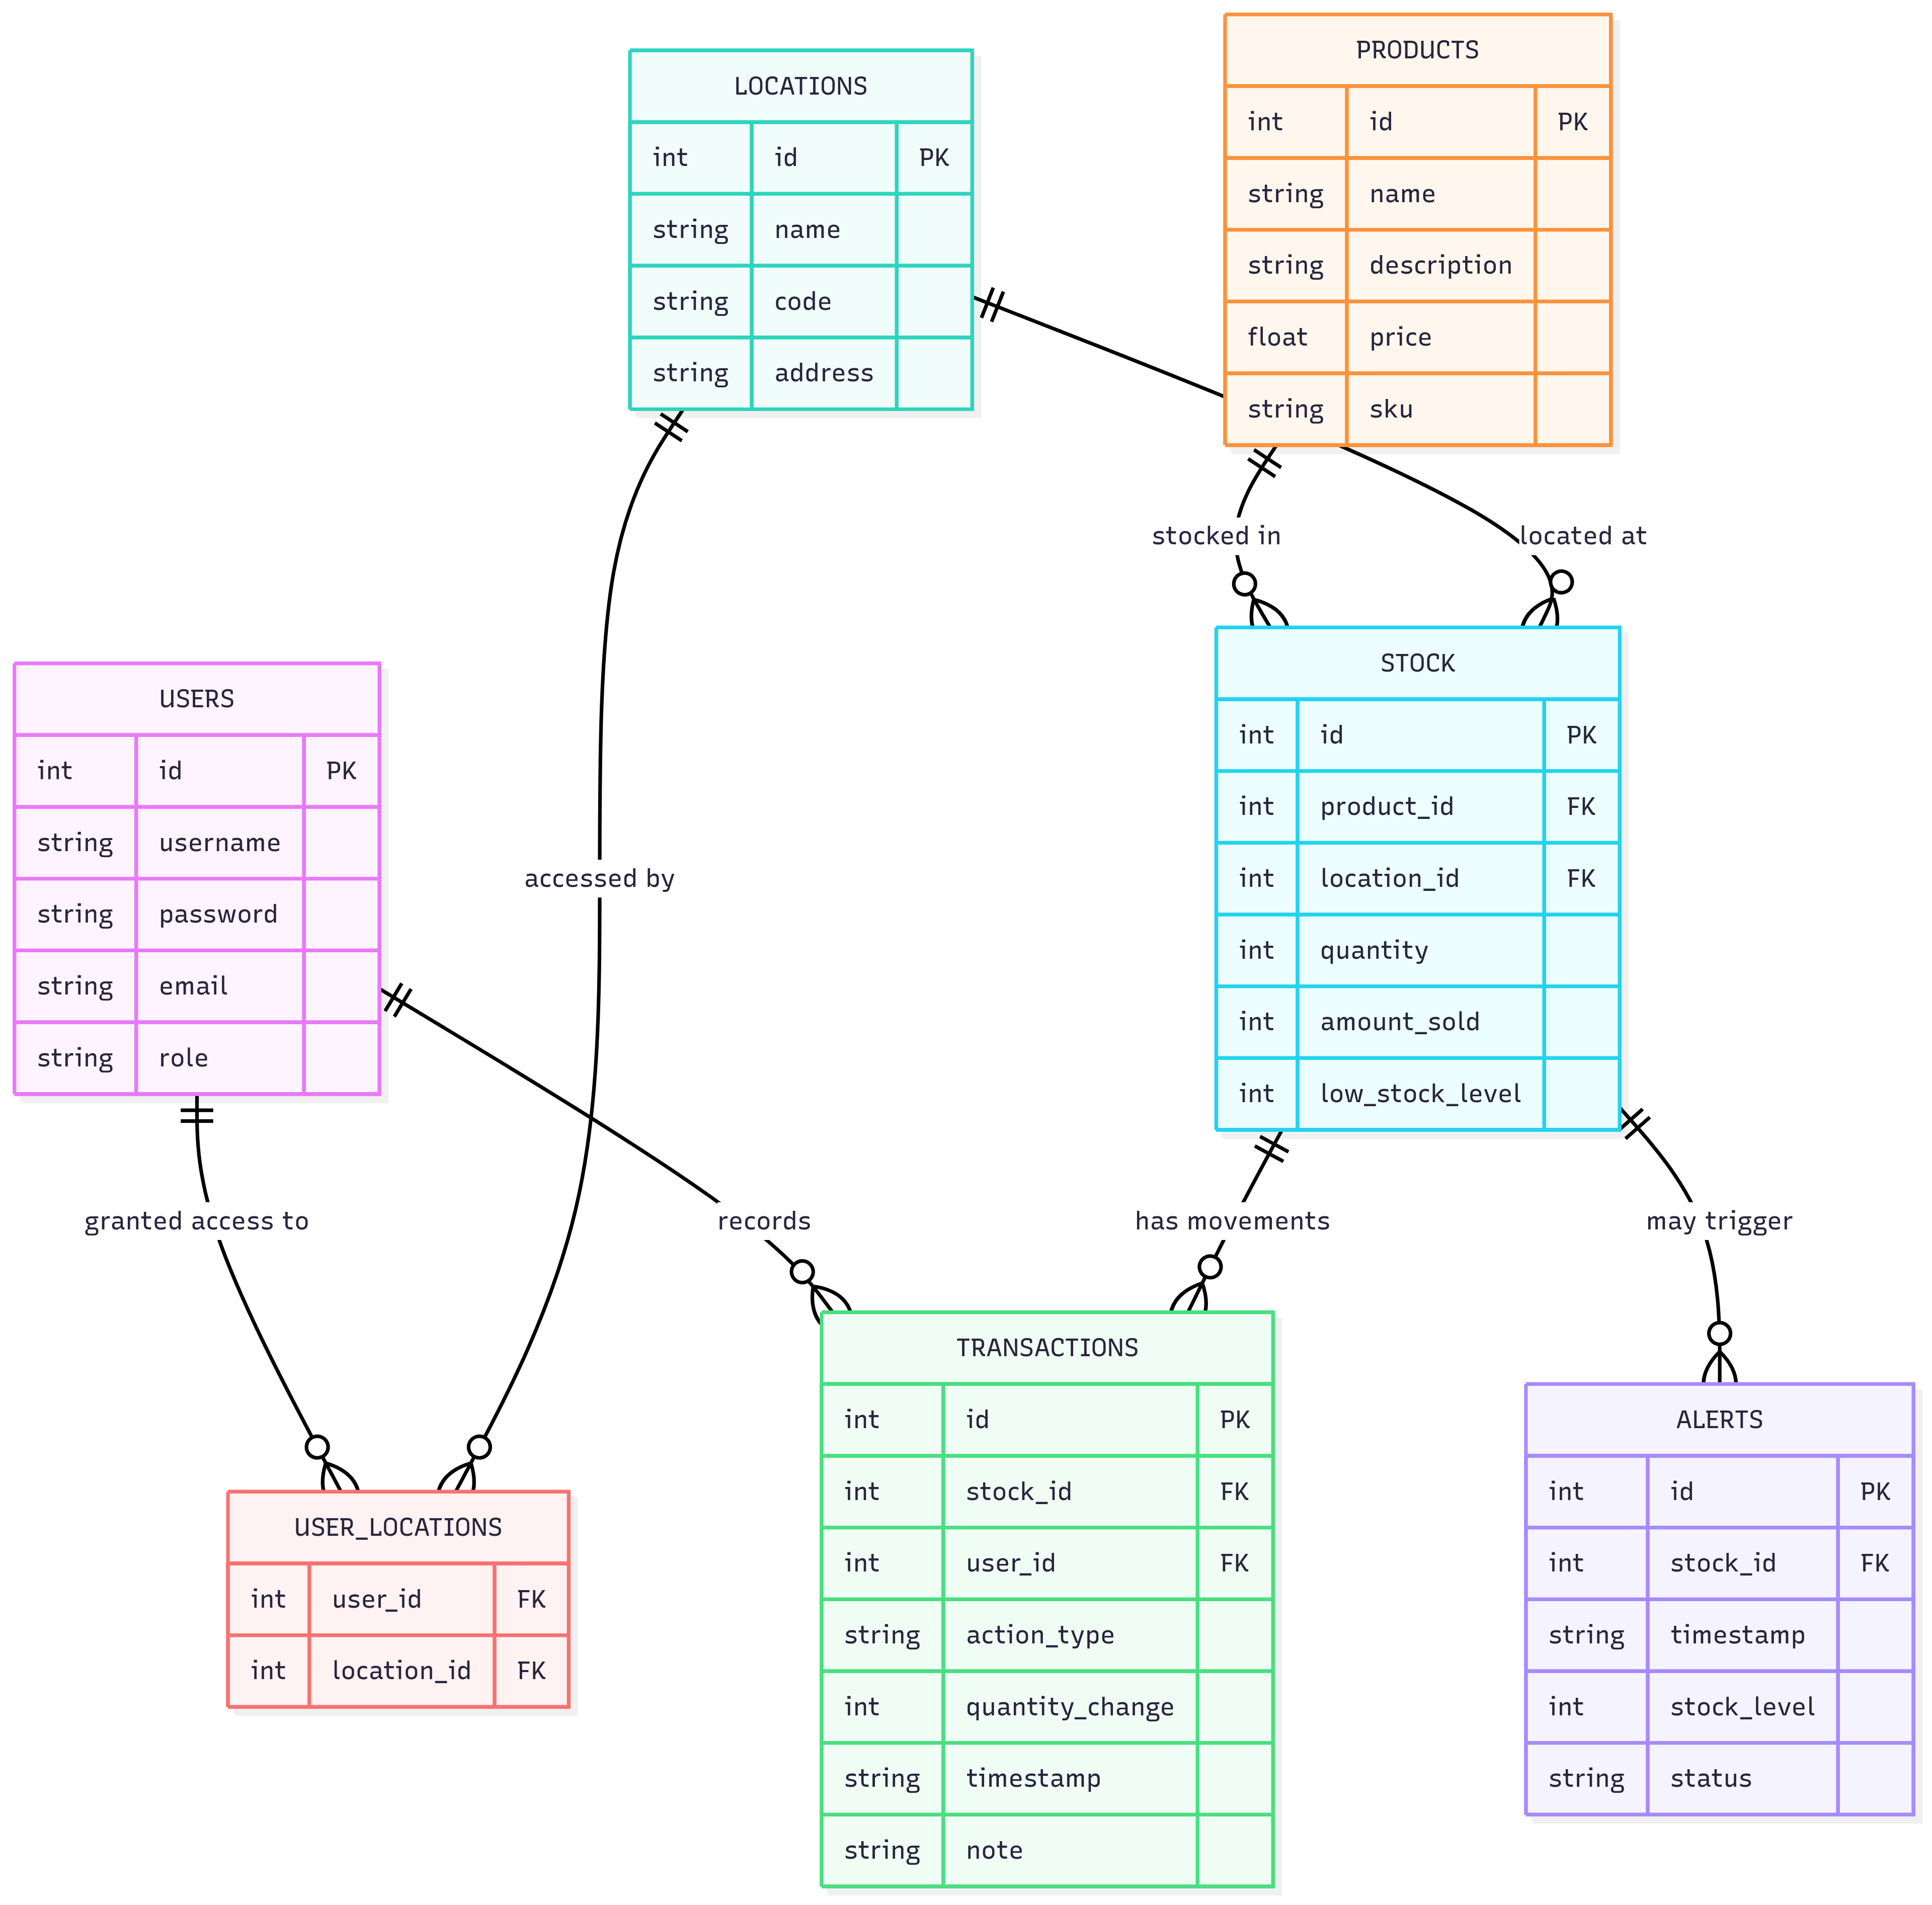 PRODUCTS
int id PK
string name
string description
float price
string sku
LOCATIONS
int id PK
string name
string code
string address
stocked in
located at
STOCK
int id PK
int product_id FK
int location_id FK
int quantity
int amount_sold
int low_stock_level
USERS
int id PK
string username
string password
string email
string role
accessed by
granted access to
records
has movements
may trigger
TRANSACTIONS
int id PK
int stock_id FK
int user_id FK
string action_type
int quantity_change
string timestamp
string note
ALERTS
int id PK
int stock_id FK
string timestamp
int stock_level
string status
USER_LOCATIONS
int user_id FK
int location_id FK